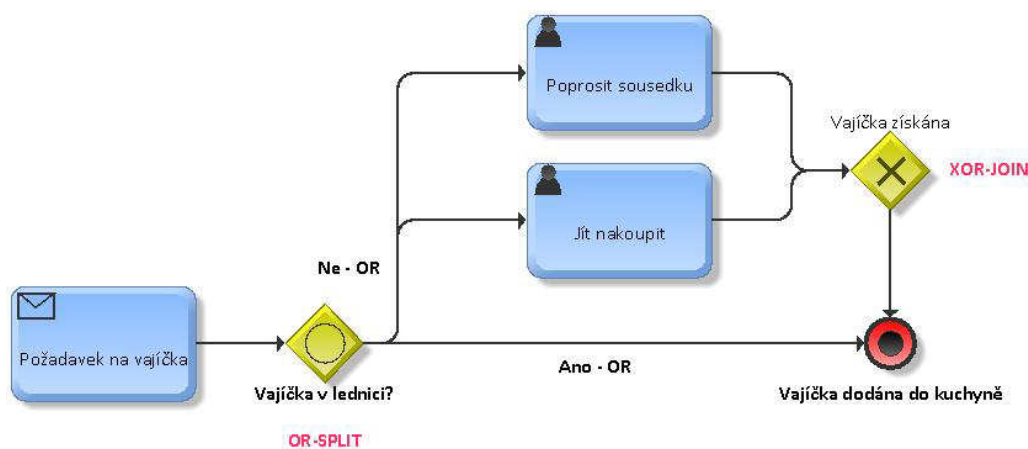 Poprosit sousedku
Vajíčka získána
XOR-JOIN
Jít nakoupit
Ne - OR
Požadavek na vajíčka
Vajíčka v lednici?
Ano - OR
Vajíčka dodána do kuchyně
OR-SPLIT